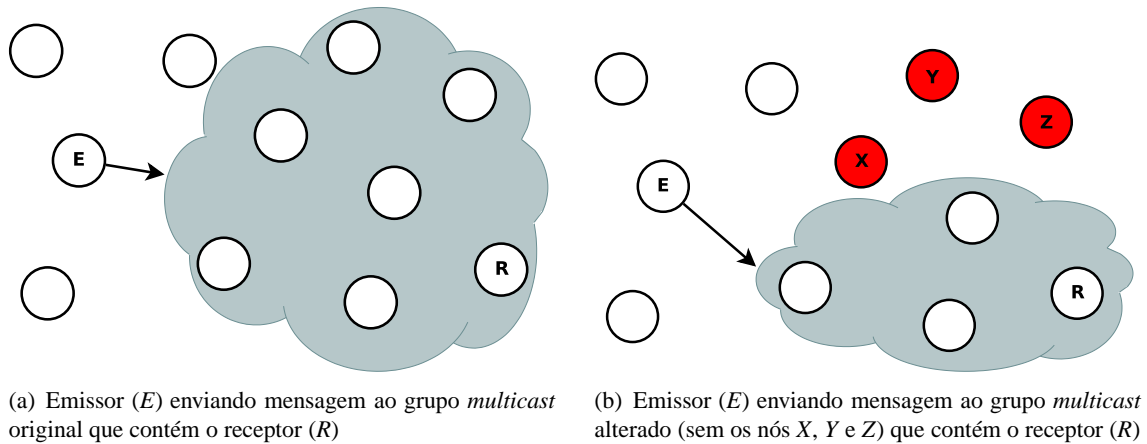 Y
Z
E
X
E
R
R
(a) Emissor (E) enviando mensagem ao grupo multicast
original que contém o receptor (R)
(b) Emissor (E) enviando mensagem ao grupo multicast
alterado (sem os nós X, Y e Z) que contém o receptor (R)